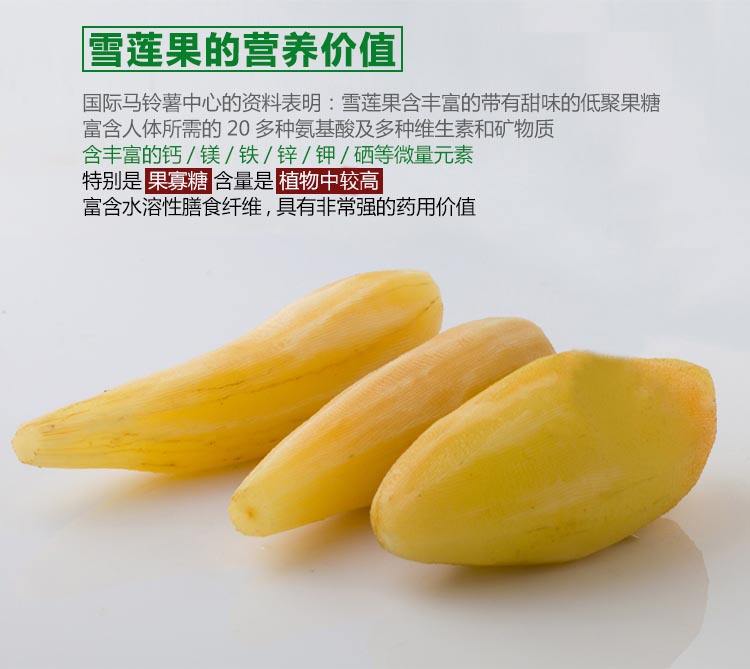 雪莲果的营养价值
国际马铃薯中心的资料表明：雪莲果含丰富的带有甜味的低聚果糖
富含人体所需的 20 多种氨基酸及多种维生素和矿物质
含丰富的钙 / 镁 / 铁 / 锌 / 钾 / 硒等微量元素
特别是 果寡糖 含量是 植物中较高
富含水溶性膳食纤维 , 具有非常强的药用价值